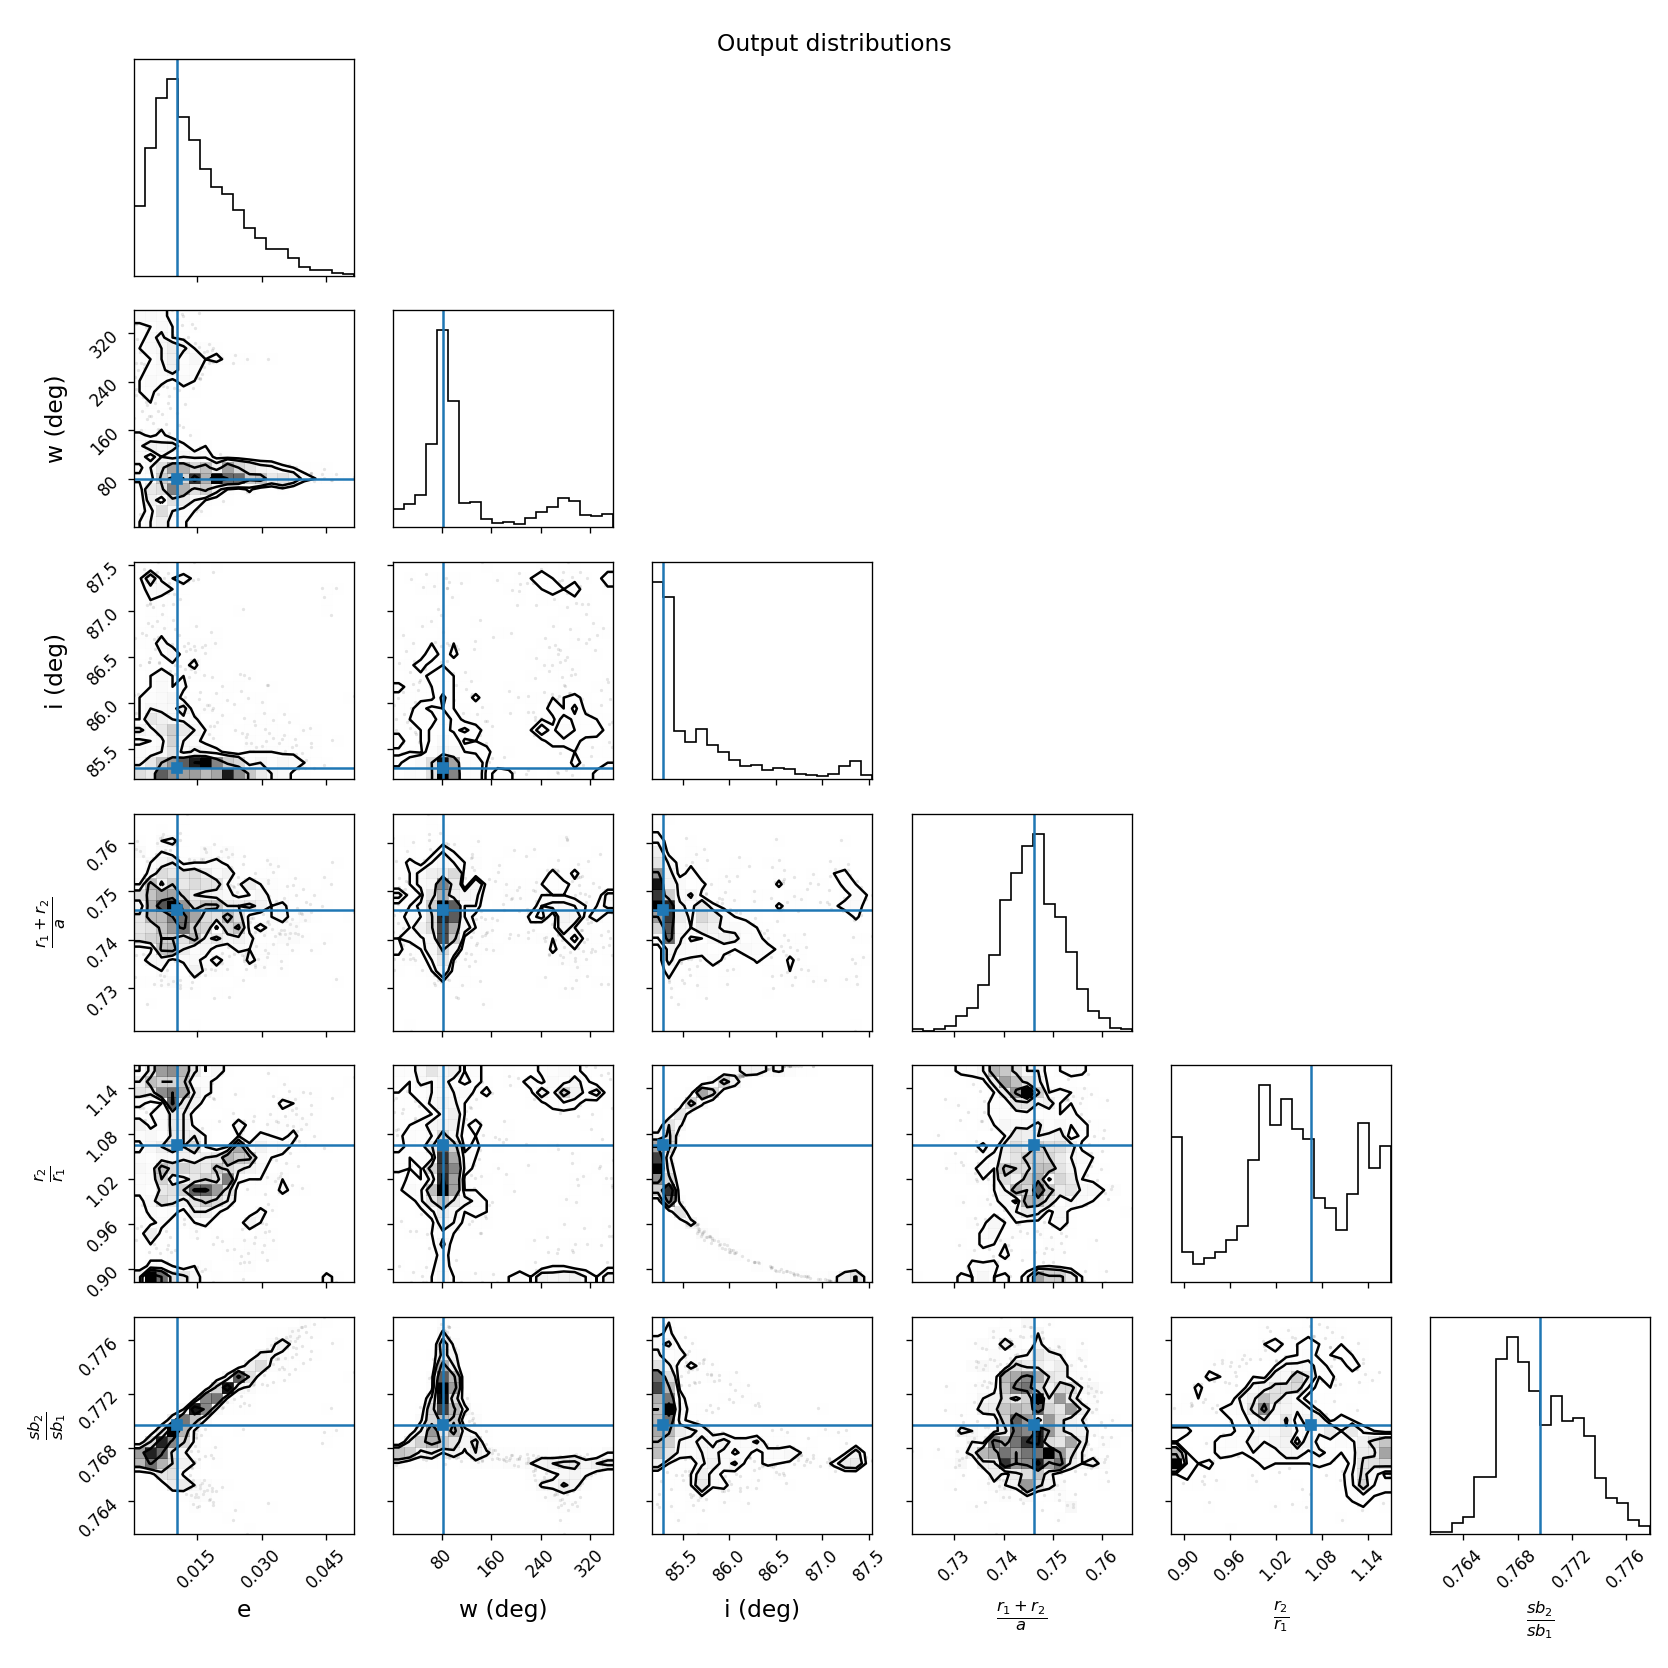 Output distributions
320
240
160
80
w (deg)
87.5
87.0
86.5
86.0
85.5
i (deg)
0.76
0.75
0.74
0.73
r₁ + r₂
a
1.14
1.08
1.02
0.96
0.90
r₂
r₁
0.776
0.772
0.768
0.764
sb₂
sb₁
0.015 0.030 0.045 80 160 240 320 85.5 86.0 86.5 87.0 87.5 0.73 0.74 0.75 0.76 0.90 0.96 1.02 1.08 1.14 0.764 0.768 0.772 0.776
e w (deg) i (deg) r₁ + r₂ r₂ sb₂
a r₁ sb₁